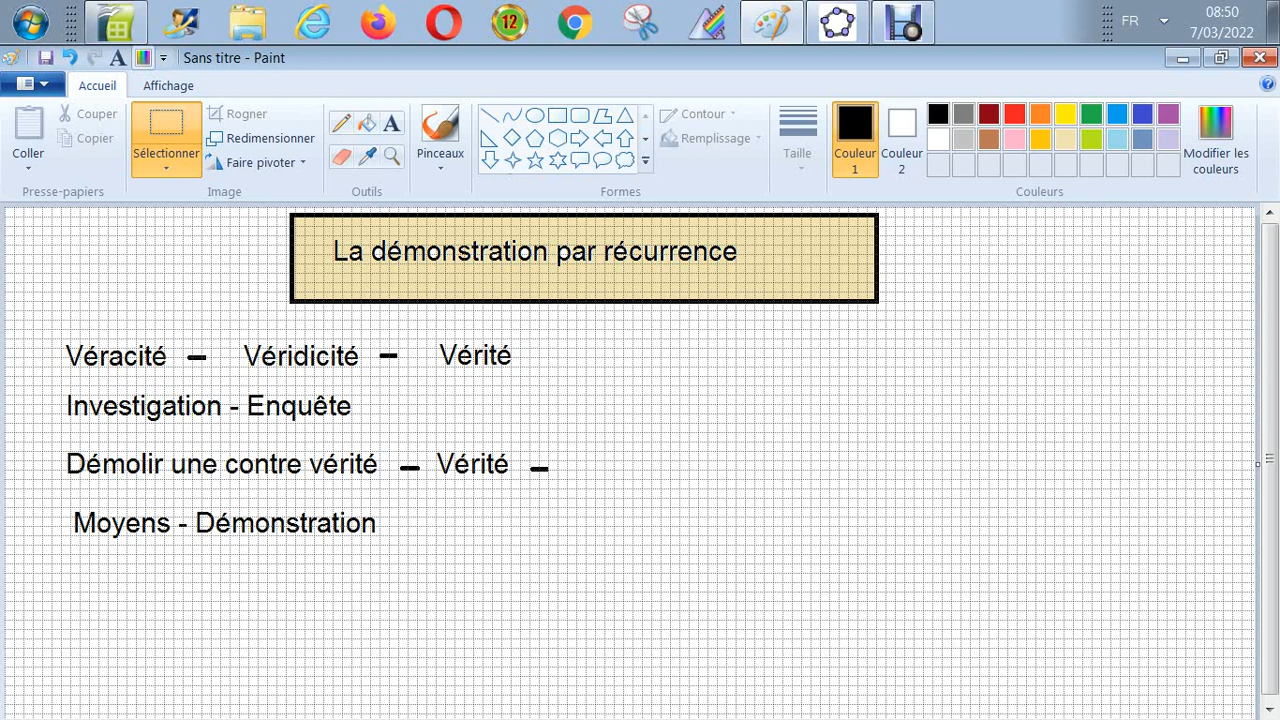 FR
08:50
7/03/2022
12
Sans titre - Paint
Accueil
Affichage
Coller
Couper
Copier
Presse-papiers
Sélectionner
Rogner
Redimensionner
Faire pivoter
Image
A
Outils
Pinceaux
Contour
Remplissage
Formes
Taille
Couleur 1
Couleur 2
Modifier les couleurs
Couleurs
La démonstration par récurrence
Véracité - Véridicité - Vérité
Investigation - Enquête
Démolir une contre vérité - Vérité -
Moyens - Démonstration